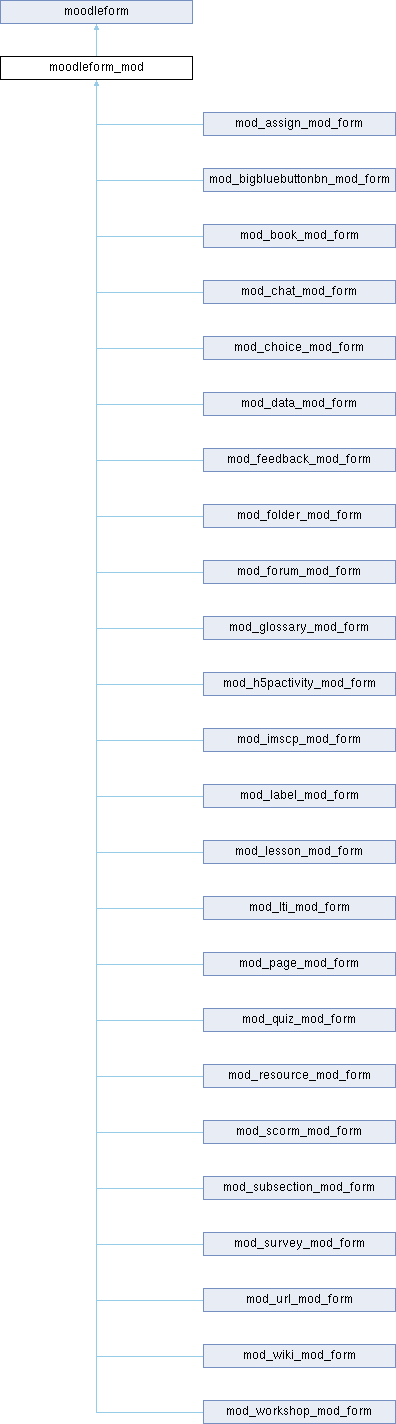 moodleform
moodleform_mod
mod_assign_mod_form
mod_bigbluebuttonbn_mod_form
mod_book_mod_form
mod_chat_mod_form
mod_choice_mod_form
mod_data_mod_form
mod_feedback_mod_form
mod_folder_mod_form
mod_forum_mod_form
mod_glossary_mod_form
mod_h5pactivity_mod_form
mod_imscp_mod_form
mod_label_mod_form
mod_lesson_mod_form
mod_lti_mod_form
mod_page_mod_form
mod_quiz_mod_form
mod_resource_mod_form
mod_scorm_mod_form
mod_subsection_mod_form
mod_survey_mod_form
mod_url_mod_form
mod_wiki_mod_form
mod_workshop_mod_form